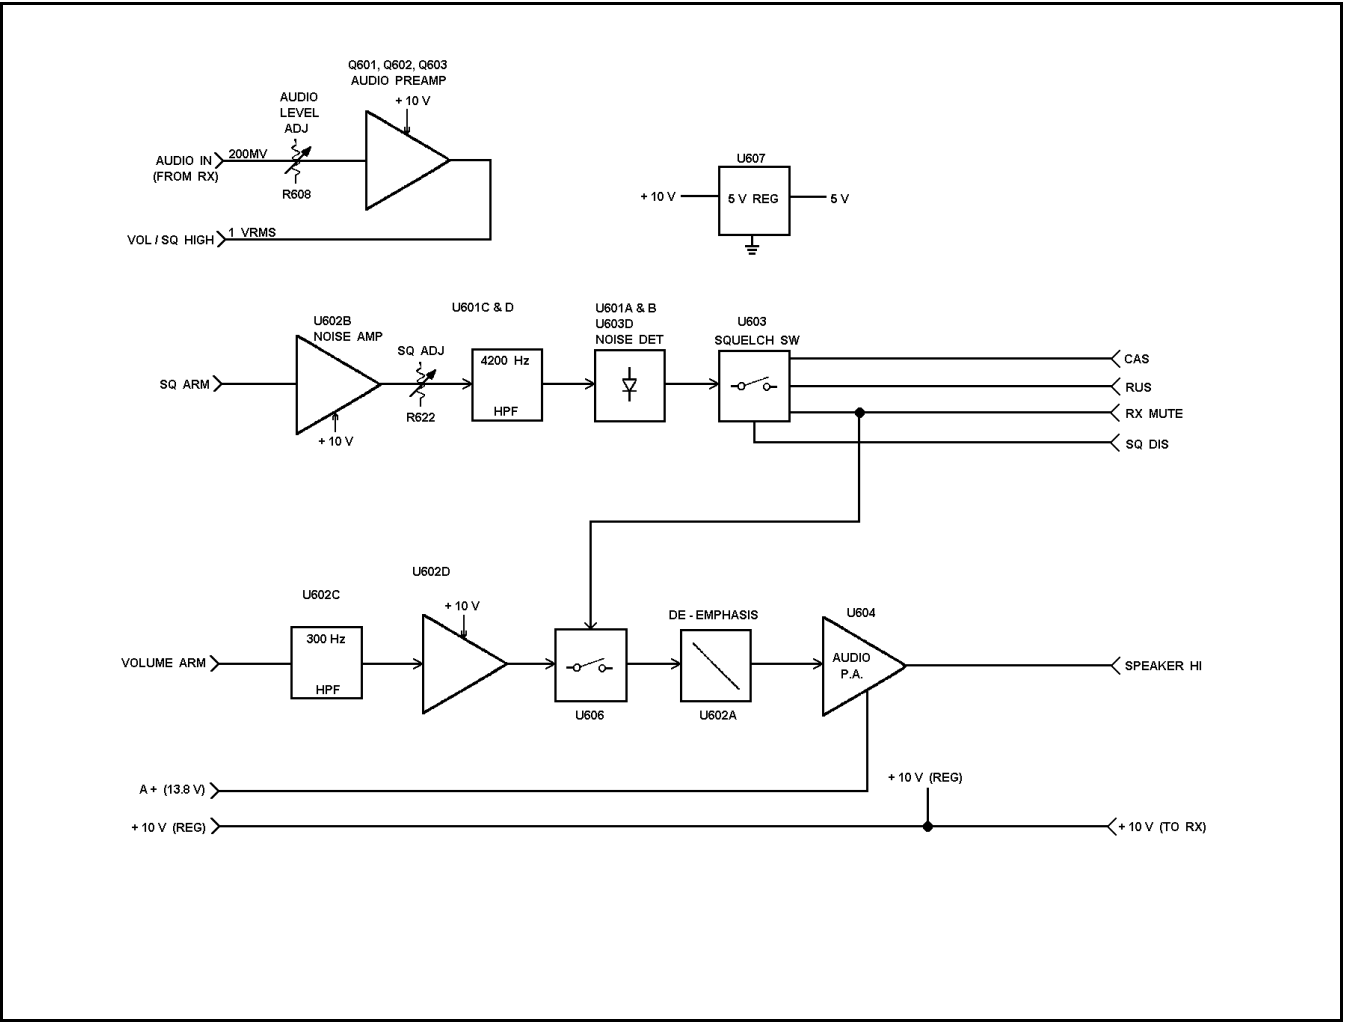 Q601, Q602, Q603
AUDIO PREAMP
+ 10 V
AUDIO
LEVEL
ADJ
AUDIO IN
(FROM RX)
200MV
R608
VOL / SQ HIGH
1 VRMS
U607
+ 10 V
5 V REG
5 V
U602B
NOISE AMP
U601C & D
U601A & B
U603D
NOISE DET
U603
SQUELCH SW
SQ ADJ
4200 Hz
HPF
SQ ARM
R622
+ 10 V
CAS
RUS
RX MUTE
SQ DIS
U602C
U602D
+ 10 V
DE - EMPHASIS
U604
VOLUME ARM
300 Hz
HPF
U606
U602A
AUDIO
P.A.
SPEAKER HI
A + (13.8 V)
+ 10 V (REG)
+ 10 V (REG)
+ 10 V (TO RX)